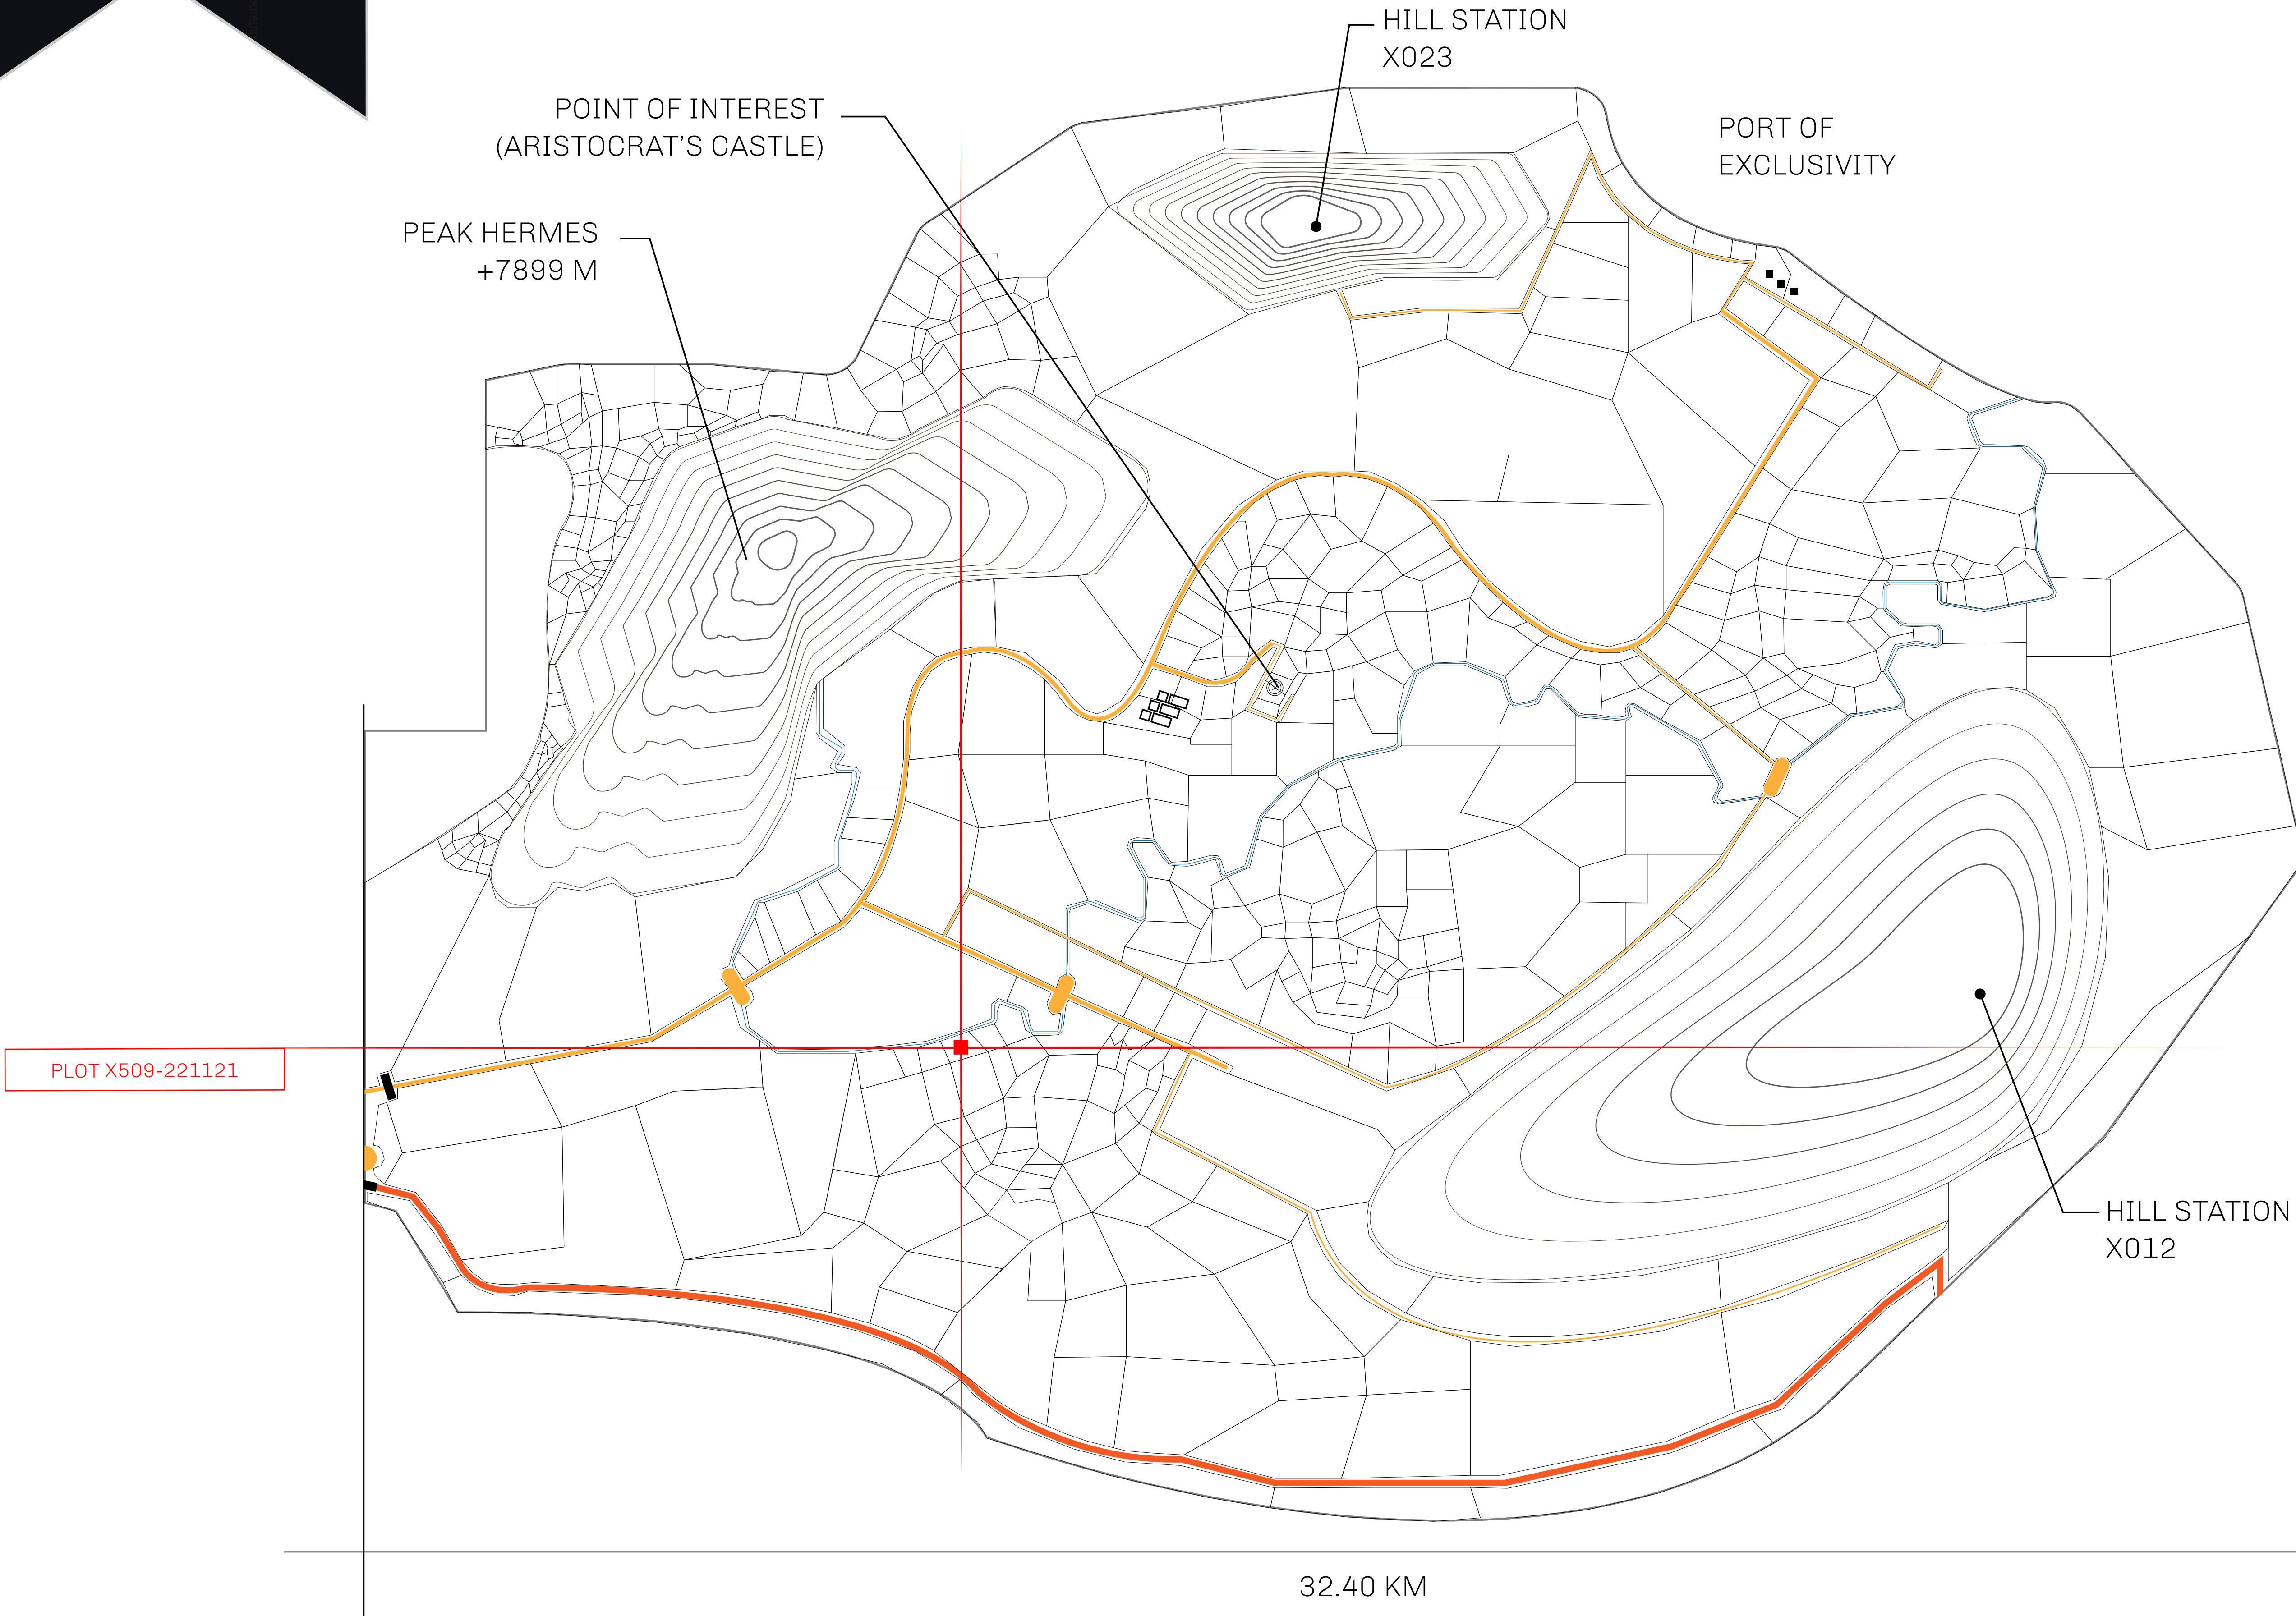 HILL STATION
X023
POINT OF INTEREST
(ARISTOCRAT'S CASTLE)
PORT OF
EXCLUSIVITY
PEAK HERMES
+7899 M
PLOT X509-221121
HILL STATION
X012
32.40 KM